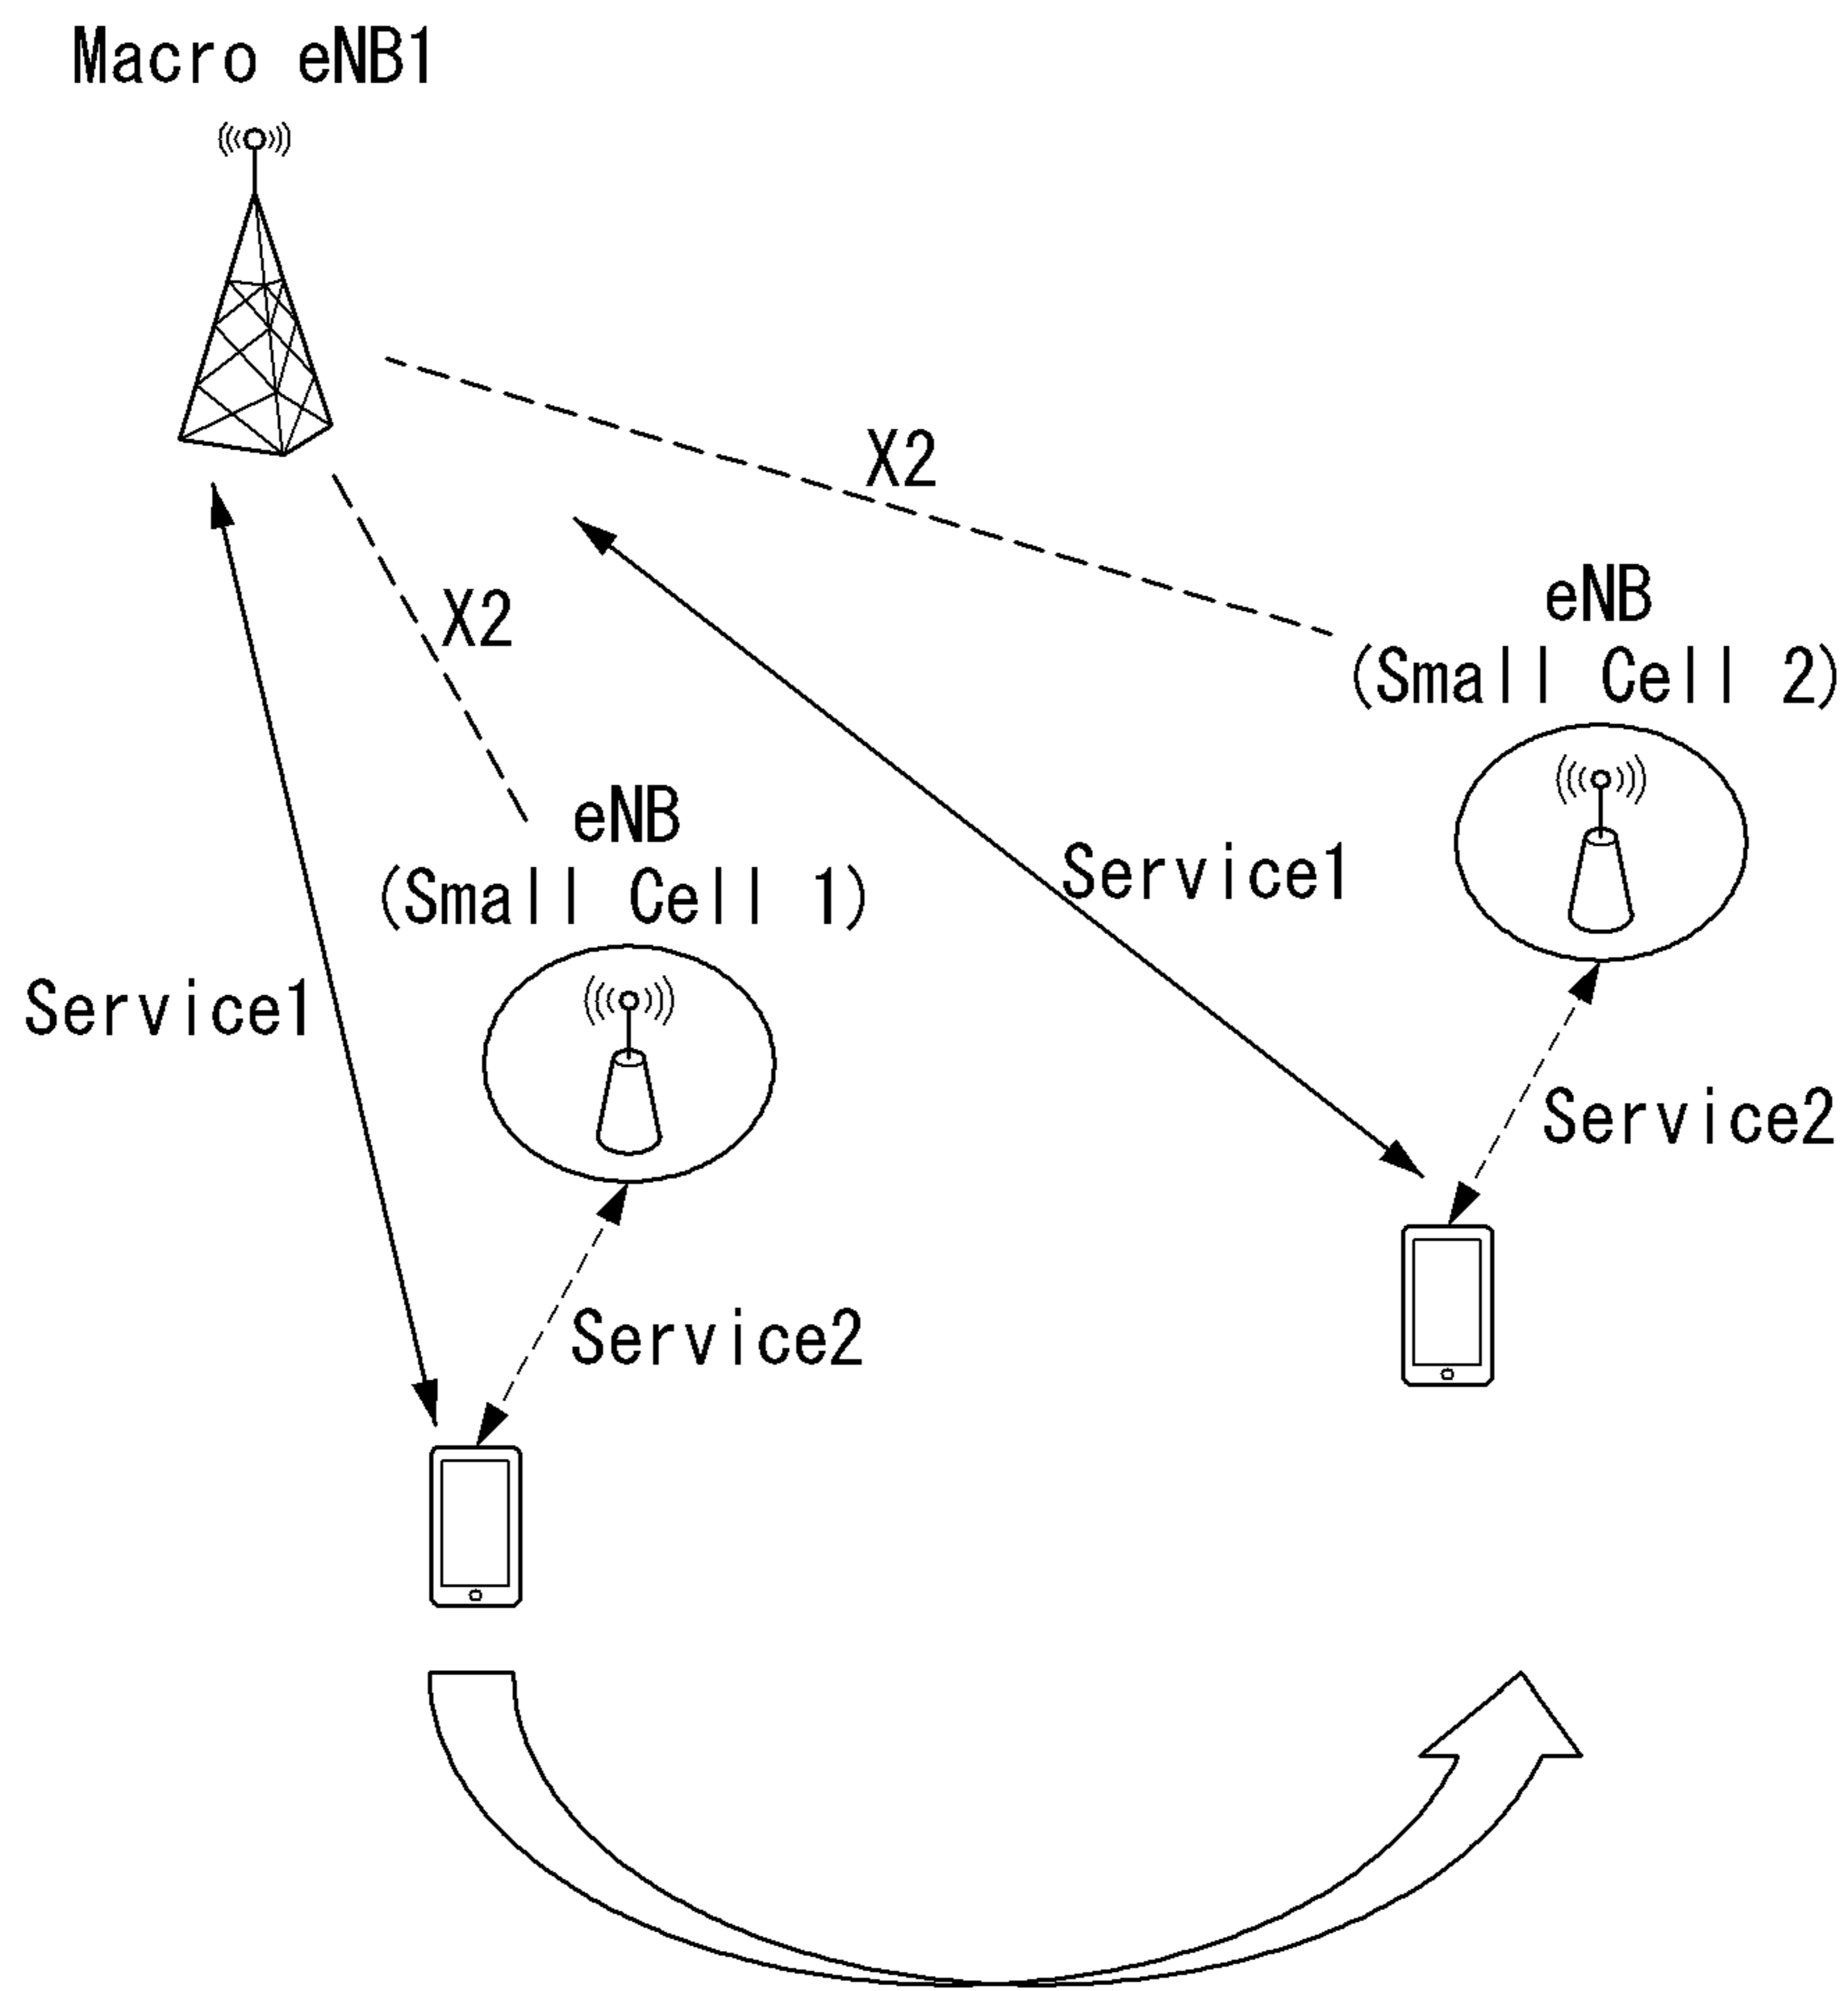 Macro eNB1
X2
X2
eNB
(Small Cell 2)
eNB
(Small Cell 1)
Service1
Service1
Service2
Service2